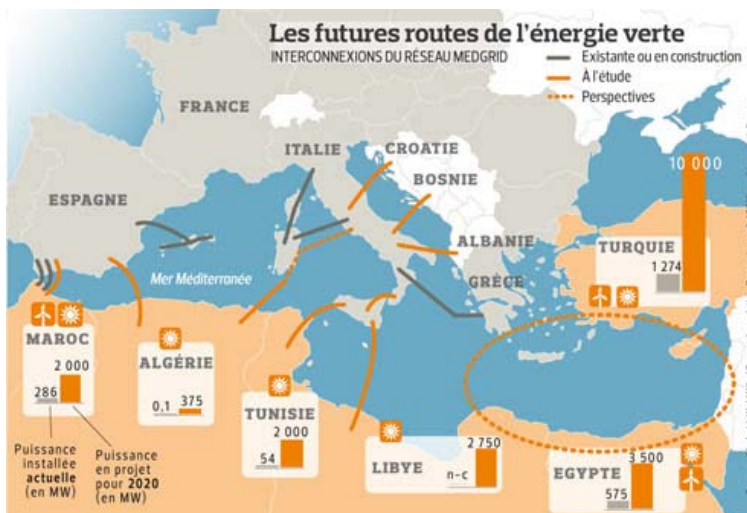 Les futures routes de l'énergie verte
INTERCONNEXIONS DU RÉSEAU MEDGRID
Existante ou en construction
À l'étude
Perspectives
FRANCE
ITALIE
CROATIE
BOSNIE
ESPAGNE
ALBANIE
GRÈCE
Mer Méditerranée
10 000
TURQUIE
1 274
MAROC
2 000
286
Puissance
installée
actuelle
(en MW)
Puissance
en projet
pour 2020
(en MW)
ALGÉRIE
0,1
375
TUNISIE
2 000
54
LIBYE
2 750
n-c
EGYPTE
3 500
575